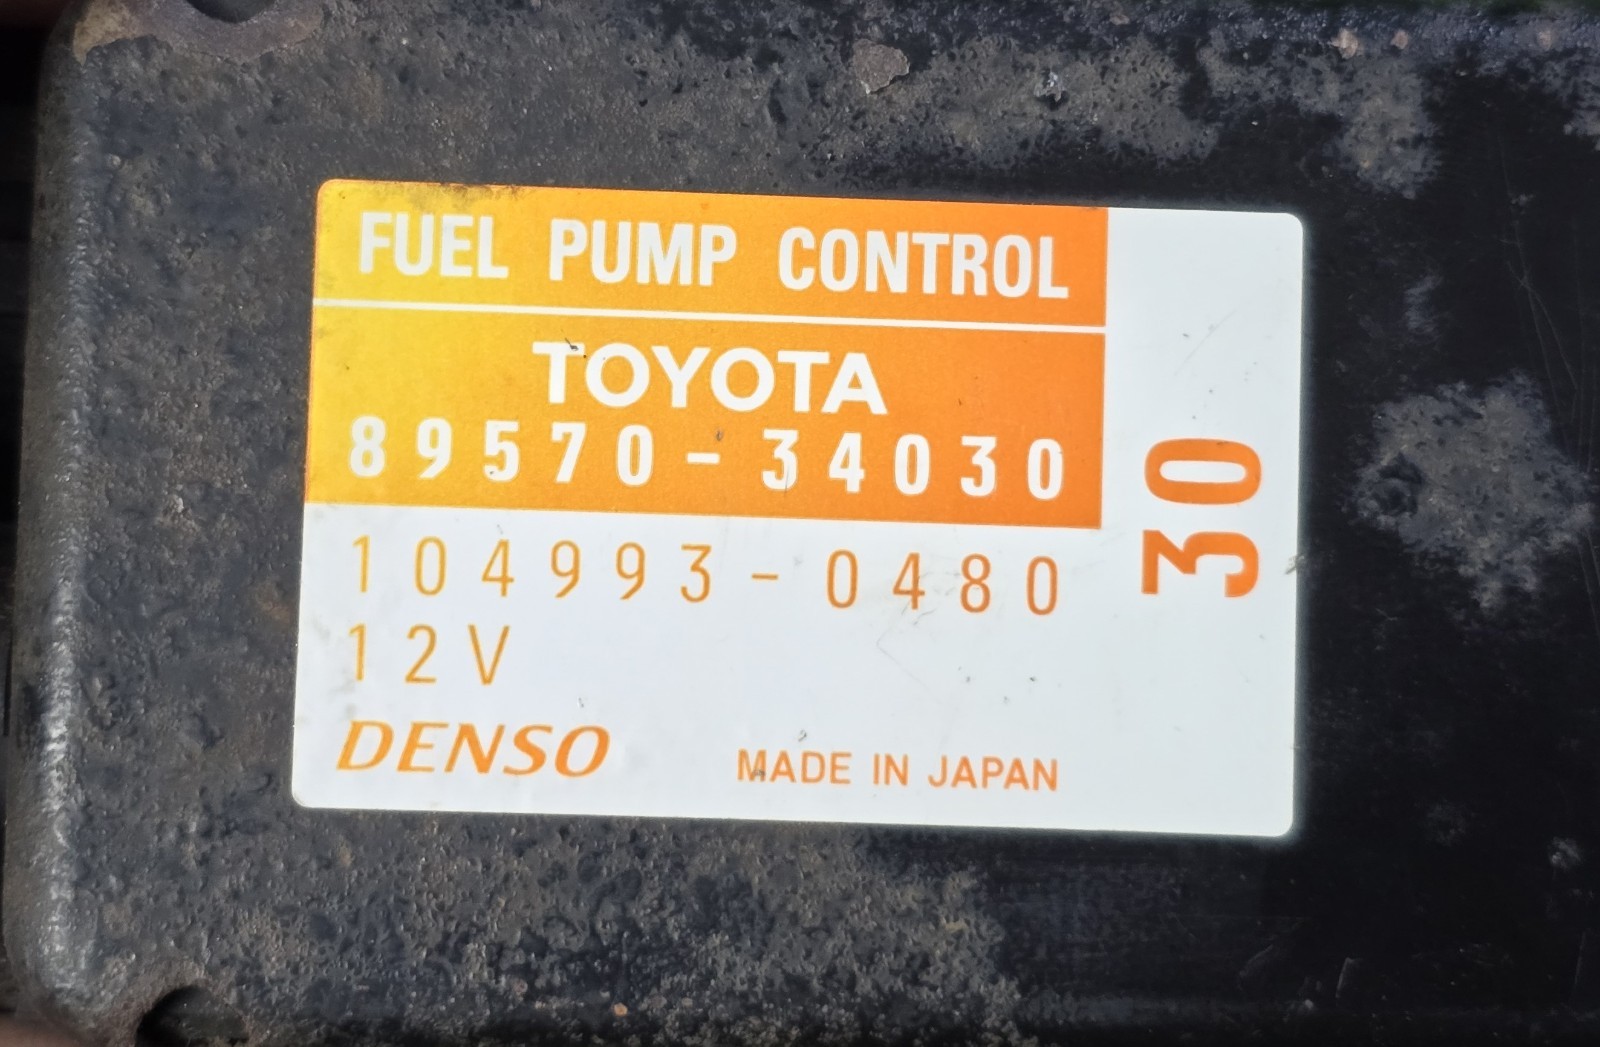 FUEL PUMP CONTROL
TOYOTA
89570-34030
104993-0480
12V
DENSO MADE IN JAPAN
30